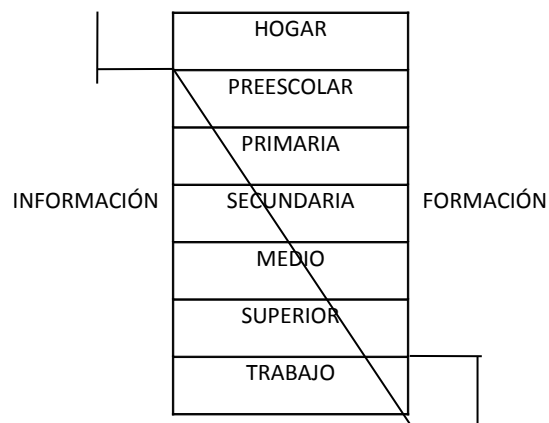 HOGAR
PREESCOLAR
PRIMARIA
INFORMACIÓN SECUNDARIA FORMACIÓN
MEDIO
SUPERIOR
TRABAJO